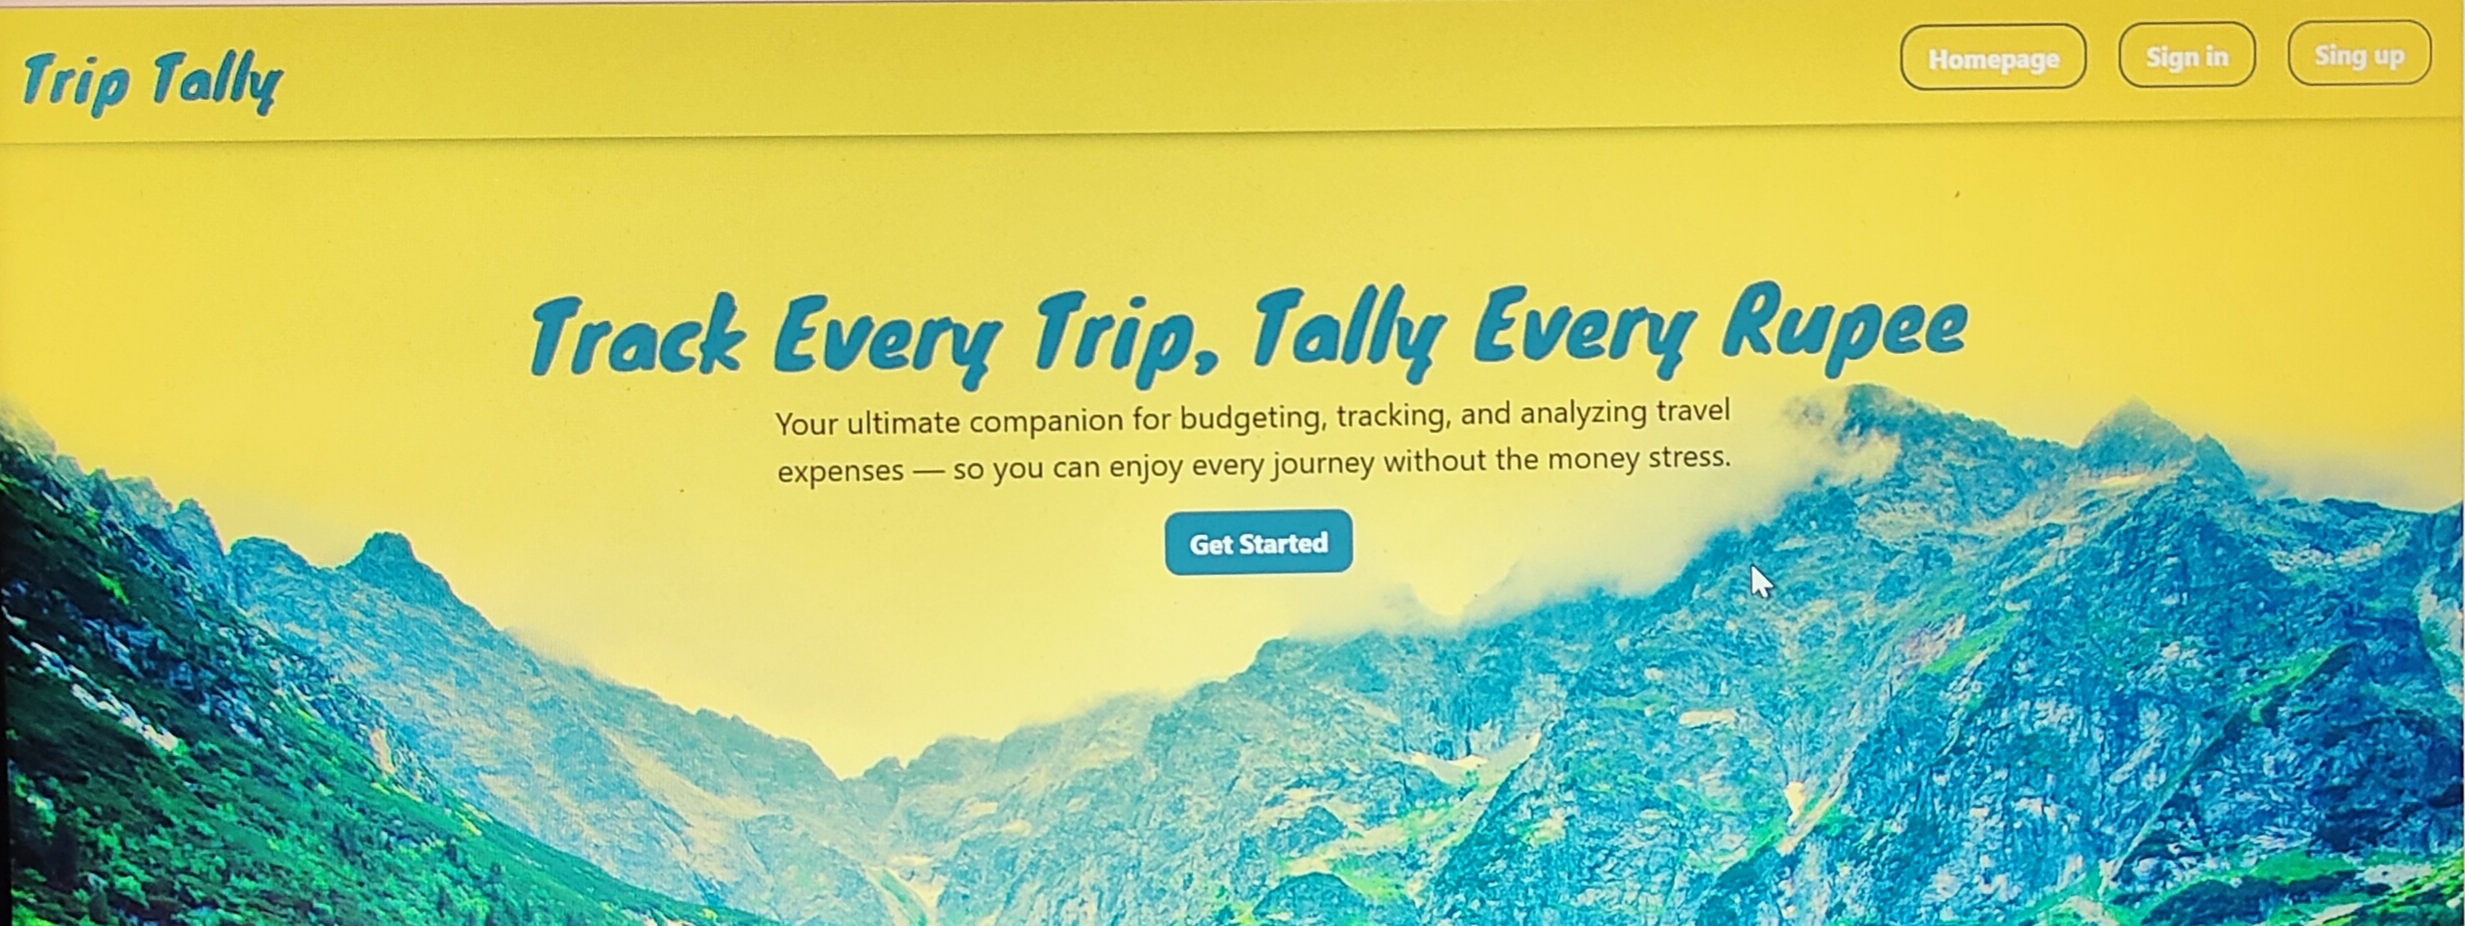 Trip Tally
Homepage
Sign in
Sing up
Track Every Trip, Tally Every Rupee
Your ultimate companion for budgeting, tracking, and analyzing travel
expenses — so you can enjoy every journey without the money stress.
Get Started